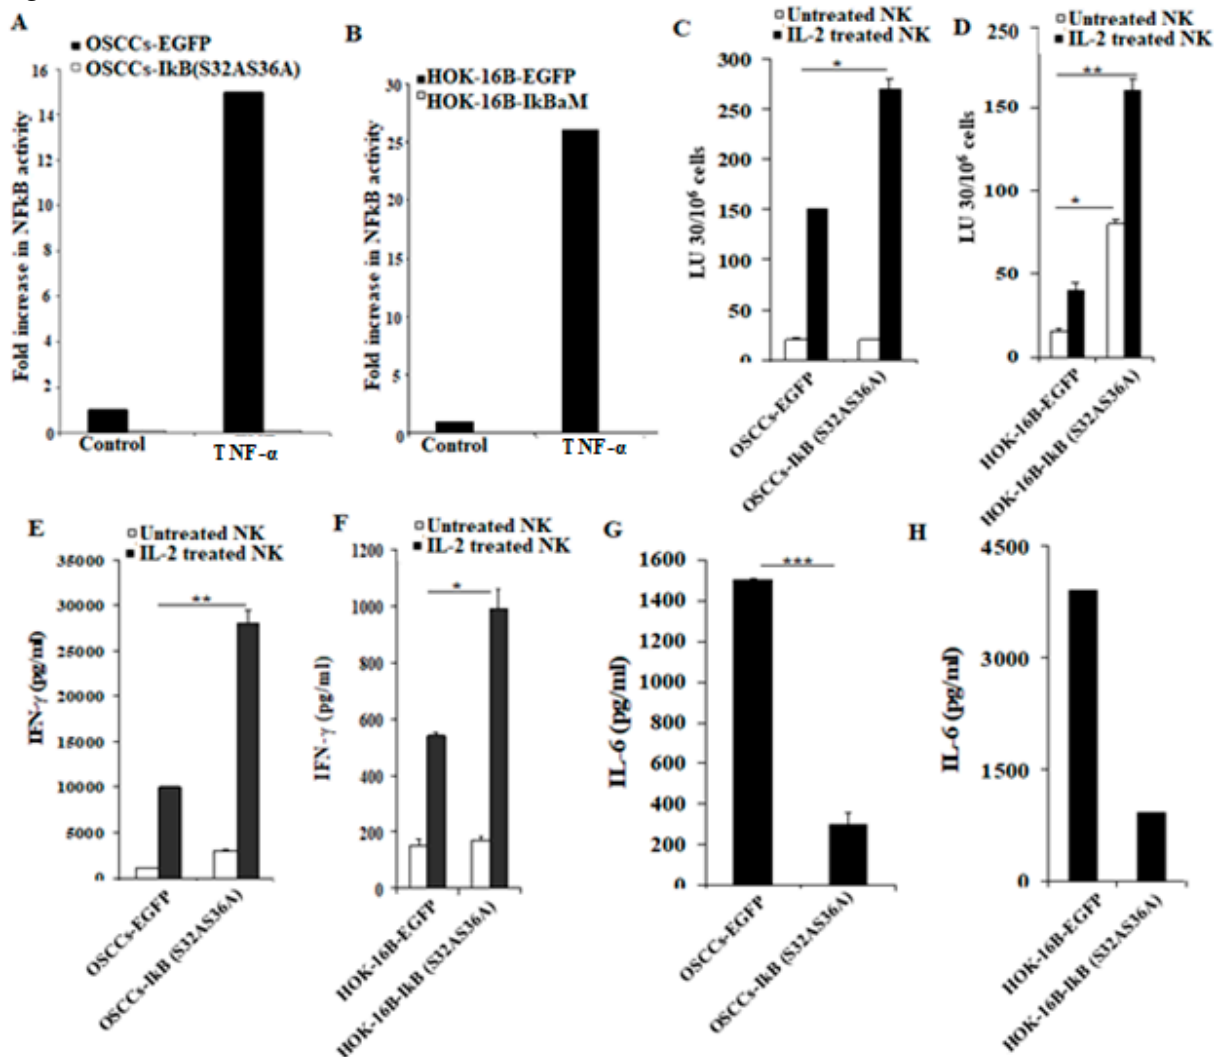 A
■ OSCCs-EGFP
□ OSCCs-IkB(S32AS36A)
Fold increase in NFkB activity
16
14
12
10
8
6
4
2
0
Control
TNF-α
B
■ HOK-16B-EGFP
□ HOK-16B-IkBaM
Fold increase in NFkB activity
30
25
20
15
10
5
0
Control
TNF-α
C
□ Untreated NK
■ IL-2 treated NK
LU 30/10⁶ cells
300
250
200
150
100
50
0
*
OSCCs-EGFP
OSCCs-IkB (S32AS36A)
D
□ Untreated NK
■ IL-2 treated NK
LU 30/10⁶ cells
250
150
100
50
0
**
*
HOK-16B-EGFP
HOK-16B-IkB (S32AS36A)
E
□ Untreated NK
■ IL-2 treated NK
IFN-γ (pg/ml)
35000
30000
25000
20000
15000
10000
5000
0
**
OSCCs-EGFP
OSCCs-IkB (S32AS36A)
F
□ Untreated NK
■ IL-2 treated NK
IFN-γ (pg/ml)
1200
1000
800
600
400
200
0
*
HOK-16B-EGFP
HOK-16B-IkB (S32AS36A)
G
IL-6 (pg/ml)
1600
1400
1200
1000
800
600
400
200
0
***
OSCCs-EGFP
OSCCs-IkB (S32AS36A)
H
IL-6 (pg/ml)
4500
3000
1500
0
HOK-16B-EGFP
HOK-16B-IkB (S32AS36A)